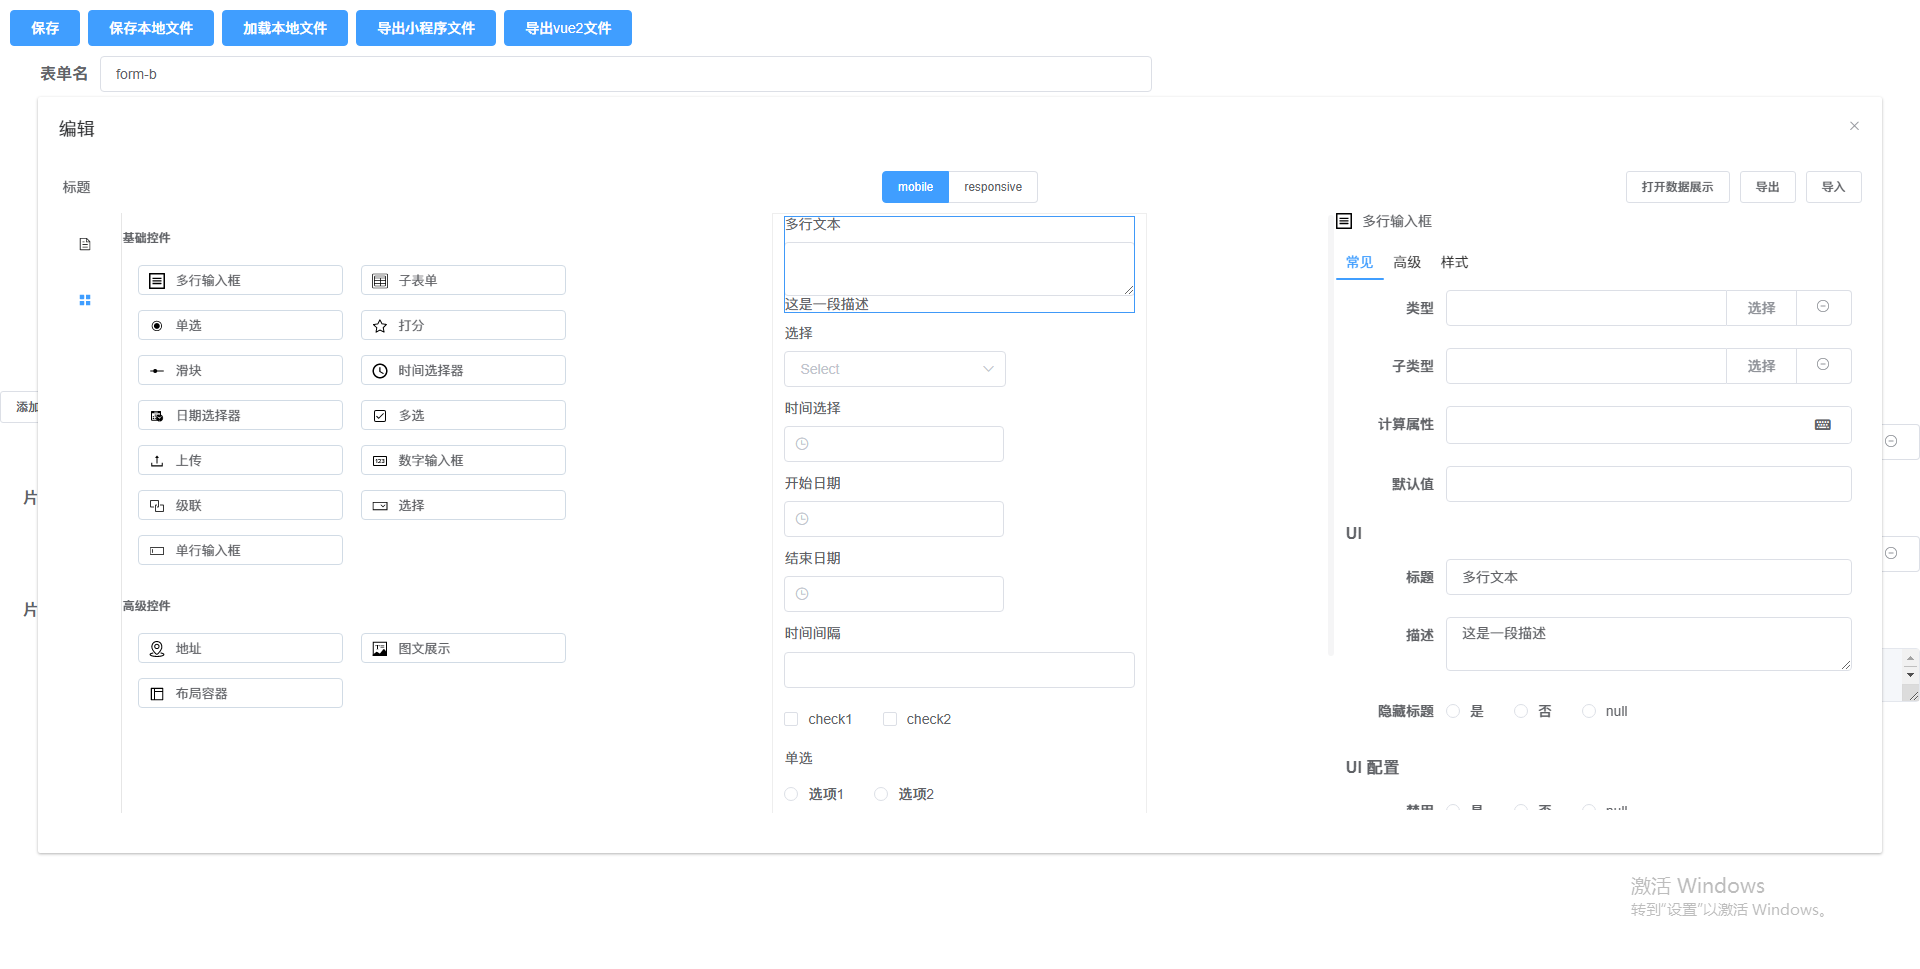 保存 保存本地文件 加载本地文件 导出小程序文件 导出vue2文件
表单名 form-b
编辑
标题
mobile responsive
打开数据展示 导出 导入
基础控件
多行输入框 子表单
单选 打分
滑块 时间选择器
日期选择器 多选
上传 数字输入框
级联 选择
单行输入框
高级控件
地址 图文展示
布局容器
多行文本
这是一段描述
选择
Select
时间选择
开始日期
结束日期
时间间隔
check1 check2
单选
选项1 选项2
多行输入框
常见 高级 样式
类型 选择
子类型 选择
计算属性
默认值
UI
标题 多行文本
描述 这是一段描述
隐藏标题 是 否 null
UI 配置
禁用 是 否 null
添加
片
片
激活 Windows
转到"设置"以激活 Windows。